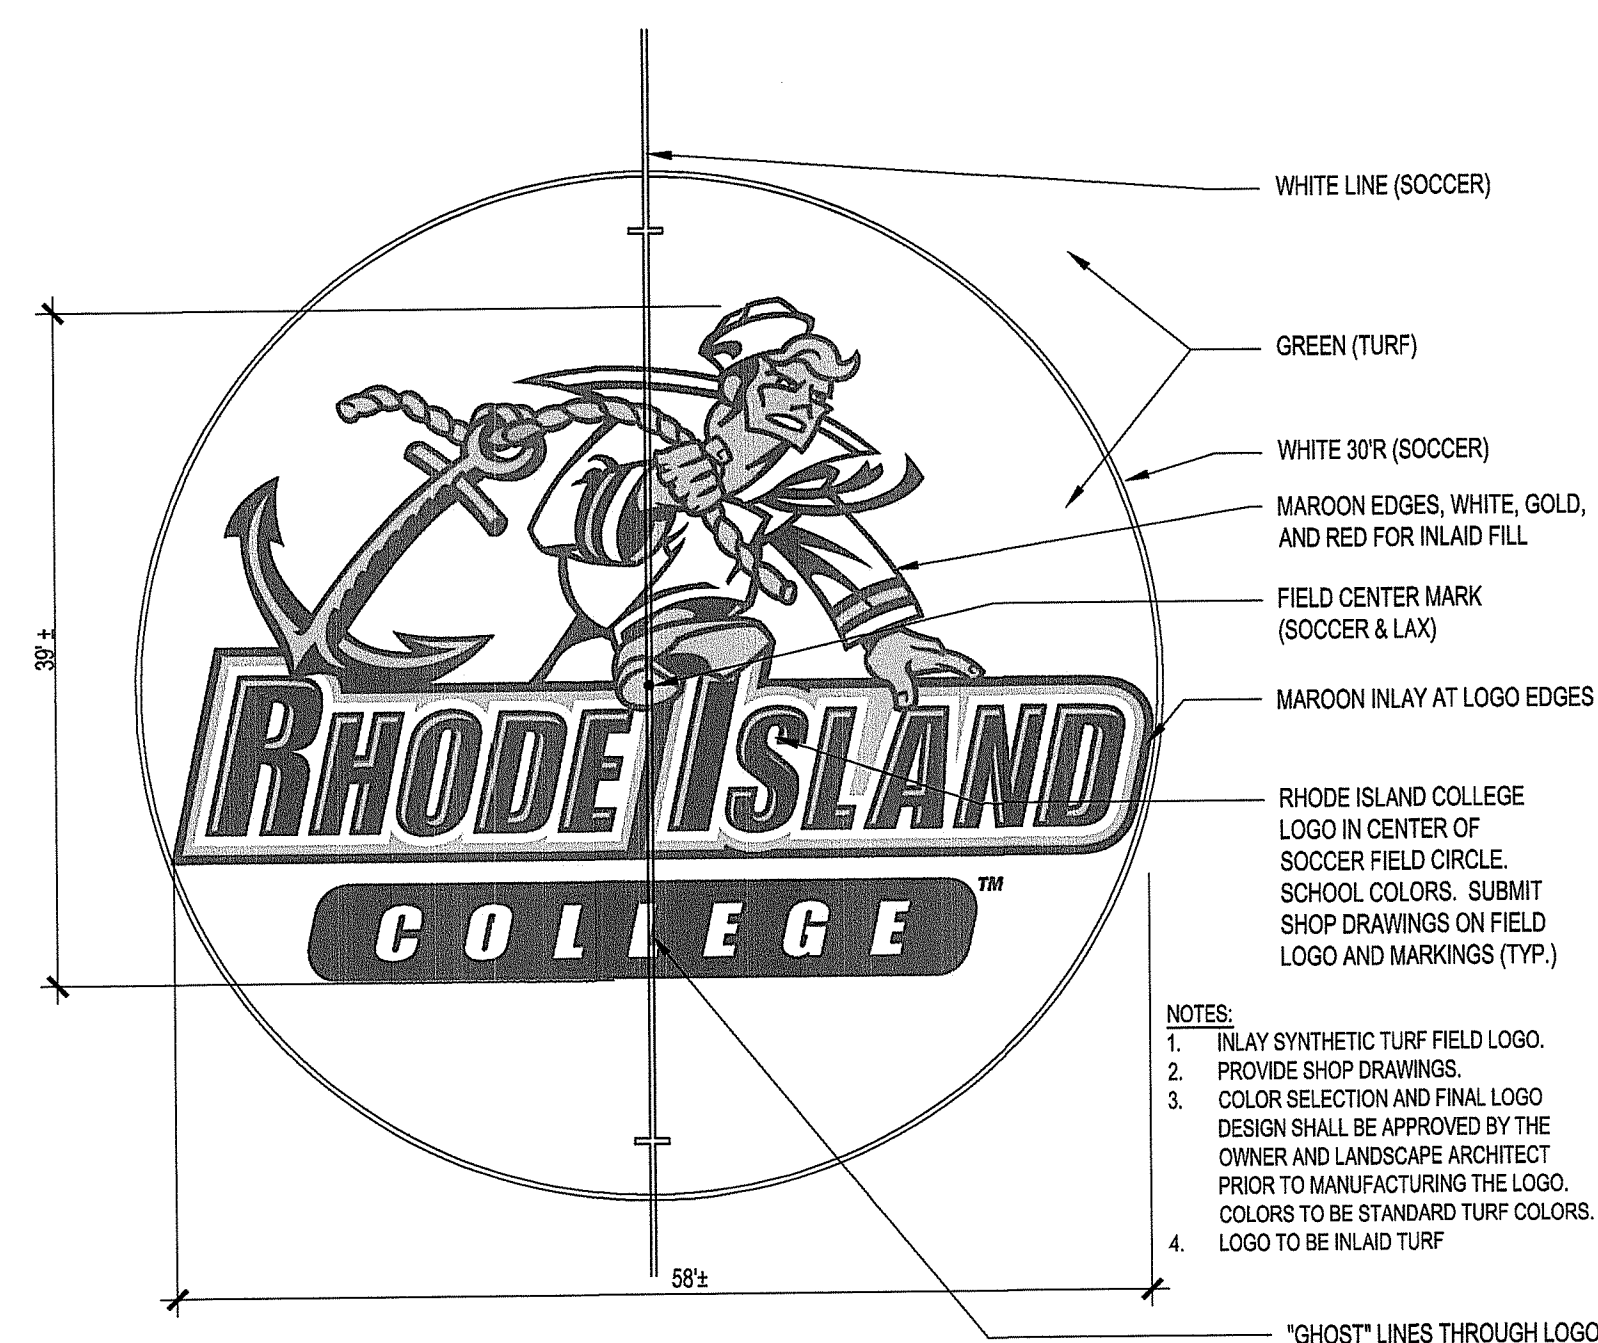 WHITE LINE (SOCCER)
GREEN (TURF)
WHITE 30'R (SOCCER)
MAROON EDGES, WHITE, GOLD,
AND RED FOR INLAID FILL
FIELD CENTER MARK
(SOCCER & LAX)
MAROON INLAY AT LOGO EDGES
39'±
RHODE ISLAND
RHODE ISLAND COLLEGE
LOGO IN CENTER OF
SOCCER FIELD CIRCLE.
SCHOOL COLORS. SUBMIT
SHOP DRAWINGS ON FIELD
LOGO AND MARKINGS (TYP.)
TM
COLLEGE
NOTES:
1. INLAY SYNTHETIC TURF FIELD LOGO.
2. PROVIDE SHOP DRAWINGS.
3. COLOR SELECTION AND FINAL LOGO
DESIGN SHALL BE APPROVED BY THE
OWNER AND LANDSCAPE ARCHITECT
PRIOR TO MANUFACTURING THE LOGO.
COLORS TO BE STANDARD TURF COLORS.
4. LOGO TO BE INLAID TURF
58'±
"GHOST" LINES THROUGH LOGO